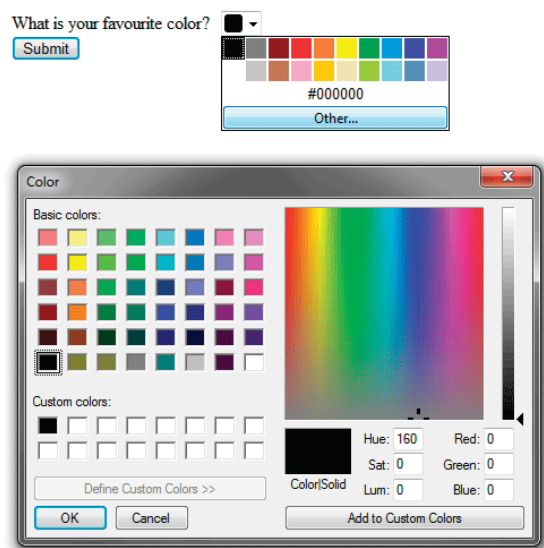 What is your favourite color?
Submit
#000000
Other...
Color
Basic colors:
Custom colors:
Define Custom Colors >>
OK Cancel
Color|Solid
Hue: 160 Red: 0
Sat: 0 Green: 0
Lum: 0 Blue: 0
Add to Custom Colors